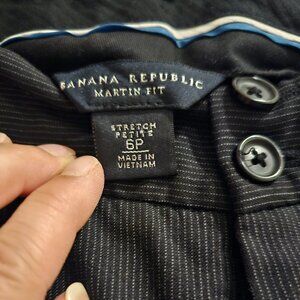 BANANA REPUBLIC
MARTIN FIT
STRETCH
PETITE
6P
MADE IN
VIETNAM